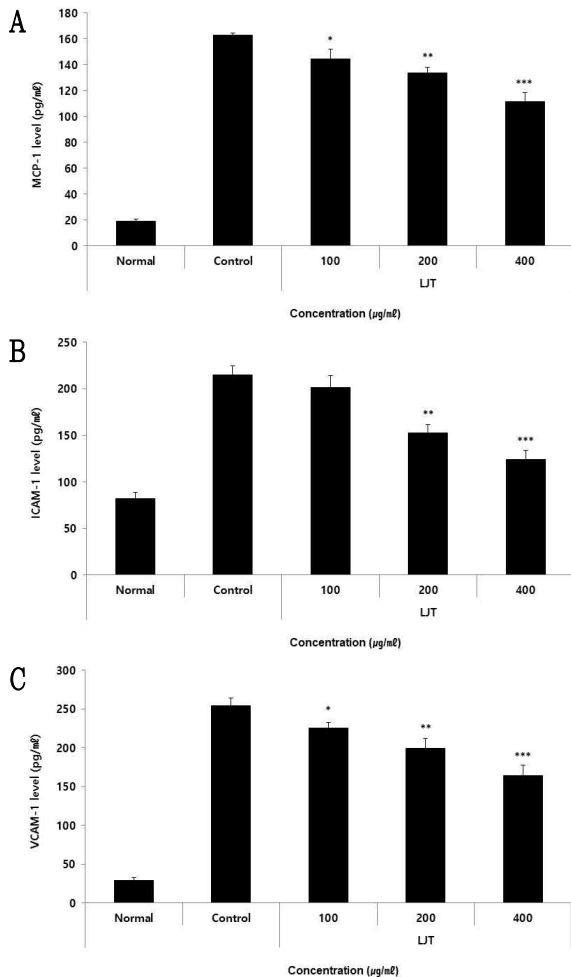 A
180
160
140
120
100
80
60
40
20
0
MCP-1 level (pg/㎖)
*
**
***
Normal Control 100 200 400
LJT
Concentration (㎍/㎖)
B
250
200
150
100
50
0
ICAM-1 level (pg/㎖)
**
***
Normal Control 100 200 400
LJT
Concentration (㎍/㎖)
C
300
250
200
150
100
50
0
VCAM-1 level (pg/㎖)
*
**
***
Normal Control 100 200 400
LJT
Concentration (㎍/㎖)